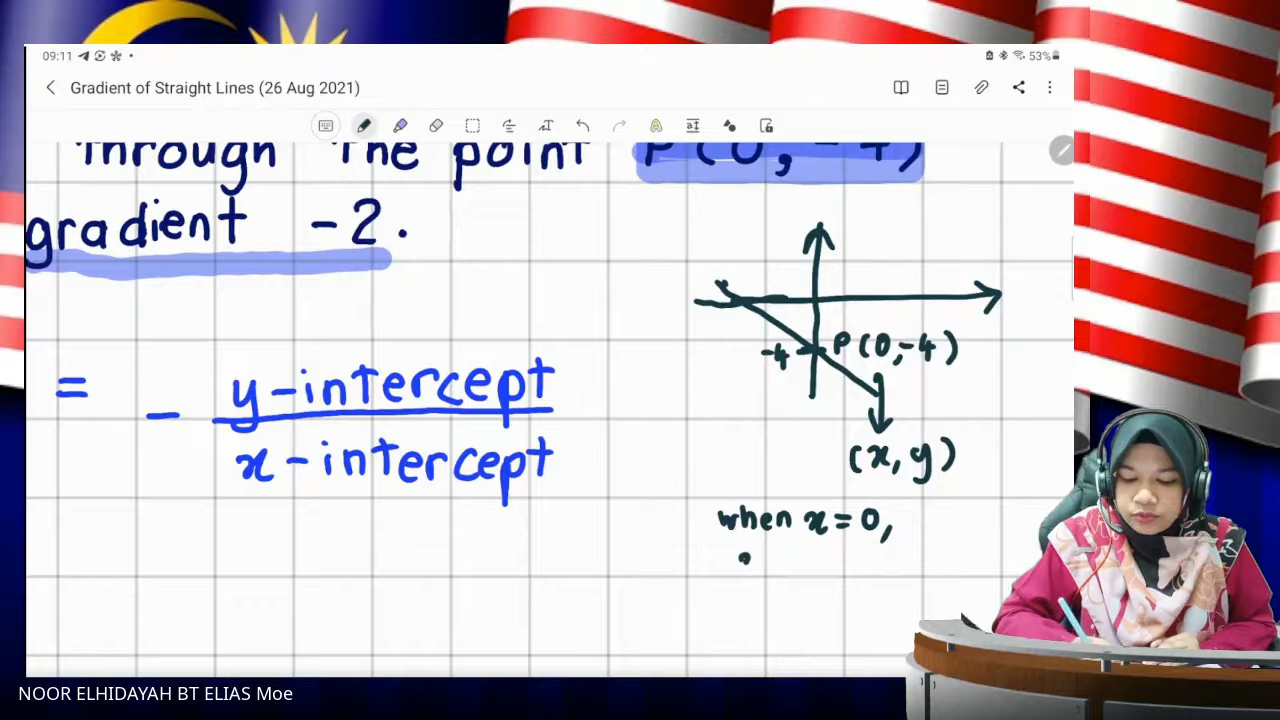 09:11
53%
Gradient of Straight Lines (26 Aug 2021)
through the point P(0, -4)
gradient -2.
= - y-intercept
x-intercept
-4 P(0,-4)
(x, y)
when x = 0,
NOOR ELHIDAYAH BT ELIAS Moe